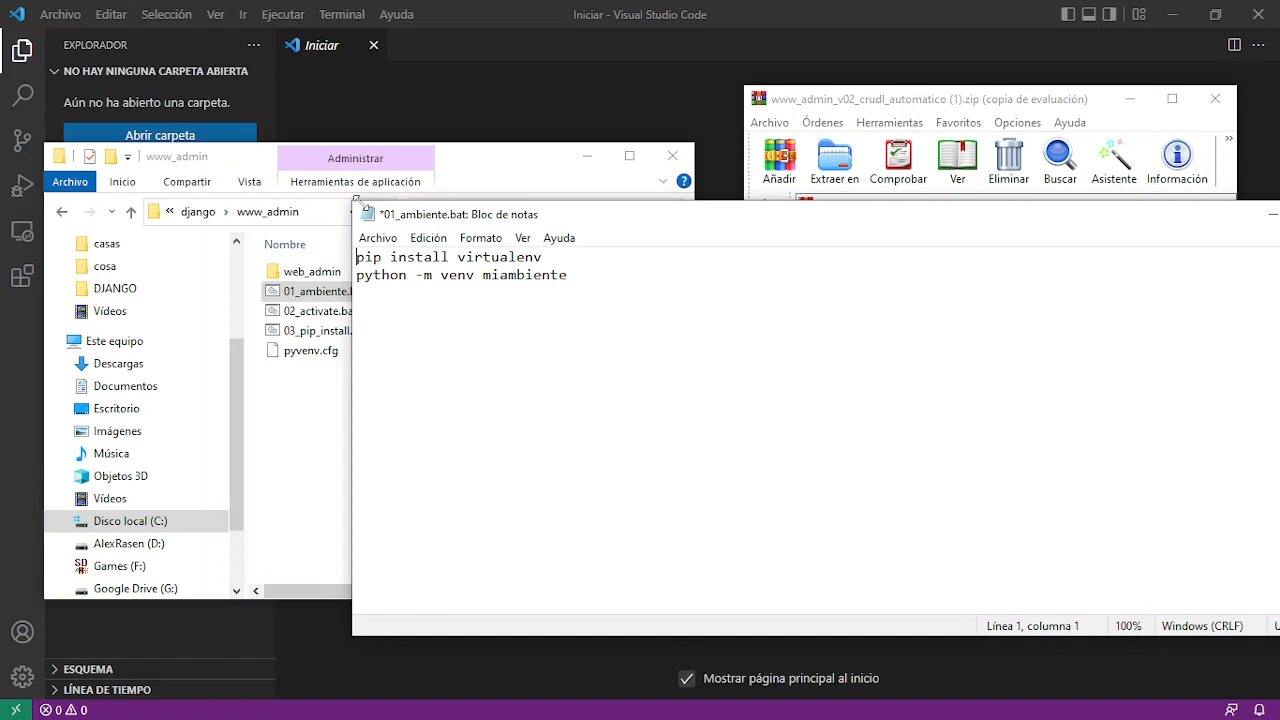 Archivo Editar Selección Ver Ir Ejecutar Terminal Ayuda
Iniciar - Visual Studio Code
EXPLORADOR
Iniciar
NO HAY NINGUNA CARPETA ABIERTA
Aún no ha abierto una carpeta.
Abrir carpeta
www_admin_v02_crudl_automatico (1).zip (copia de evaluación)
Archivo Órdenes Herramientas Favoritos Opciones Ayuda
Añadir Extraer en Comprobar Ver Eliminar Buscar Asistente Información
www_admin
Administrar
Archivo Inicio Compartir Vista Herramientas de aplicación
« django › www_admin
Nombre
casas
cosa
DJANGO
Vídeos
Este equipo
Descargas
Documentos
Escritorio
Imágenes
Música
Objetos 3D
Vídeos
Disco local (C:)
AlexRasen (D:)
Games (F:)
Google Drive (G:)
web_admin
01_ambiente.b
02_activate.ba
03_pip_install.
pyvenv.cfg
*01_ambiente.bat: Bloc de notas
Archivo Edición Formato Ver Ayuda
pip install virtualenv
python -m venv miambiente
Línea 1, columna 1
100%
Windows (CRLF)
U
ESQUEMA
LÍNEA DE TIEMPO
Mostrar página principal al inicio
0 0